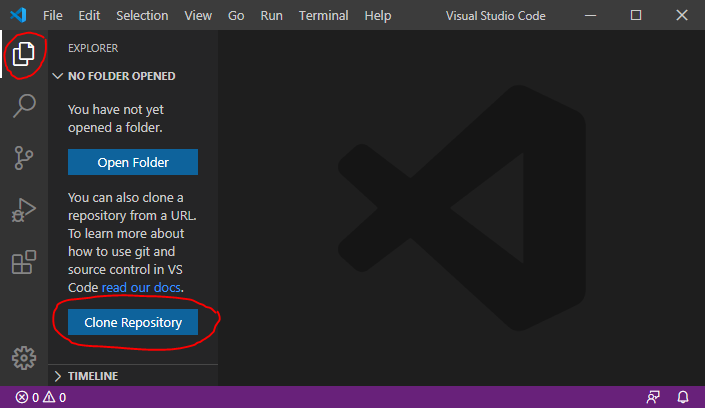 File Edit Selection View Go Run Terminal Help Visual Studio Code
EXPLORER
NO FOLDER OPENED
You have not yet
opened a folder.
Open Folder
You can also clone a
repository from a URL.
To learn more about
how to use git and
source control in VS
Code read our docs.
Clone Repository
TIMELINE
0 0